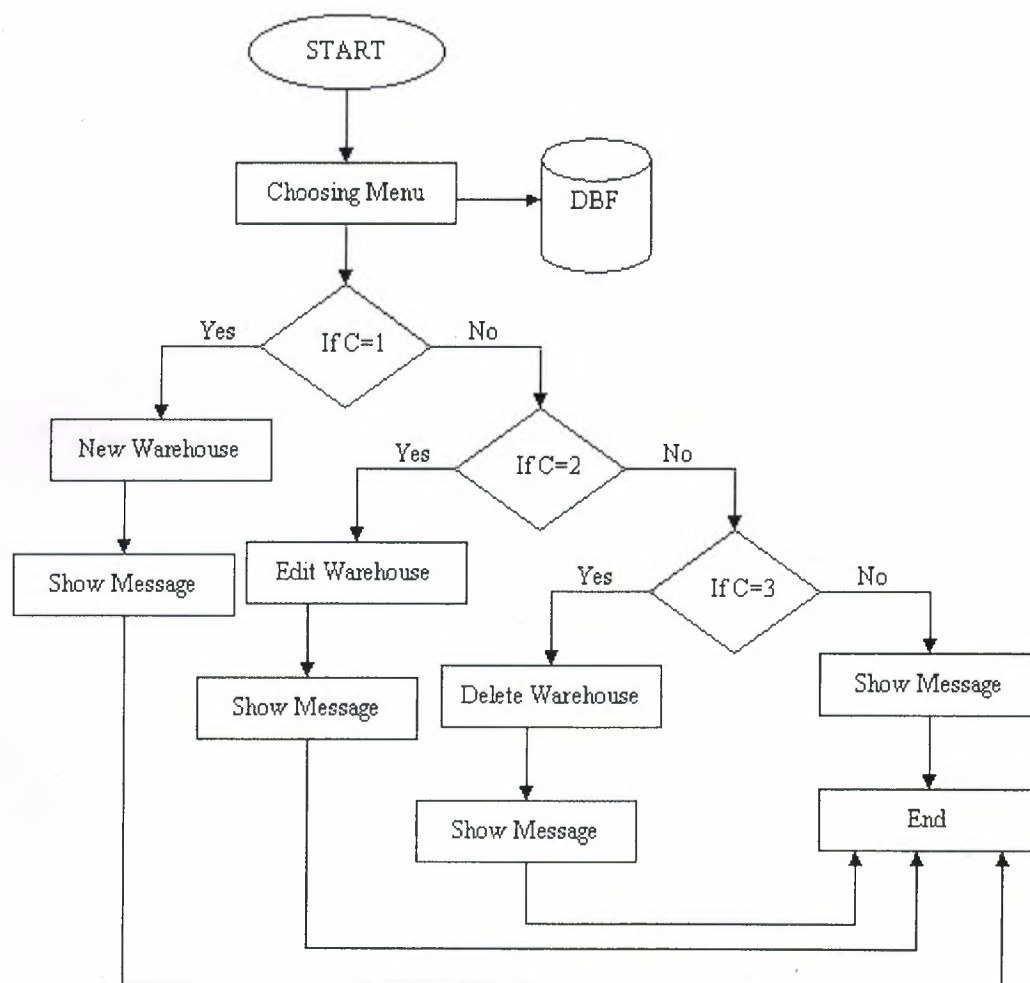 START
Choosing Menu
DBF
If C=1
Yes
No
New Warehouse
If C=2
Yes
No
Show Message
Edit Warehouse
If C=3
Yes
No
Show Message
Delete Warehouse
Show Message
Show Message
End